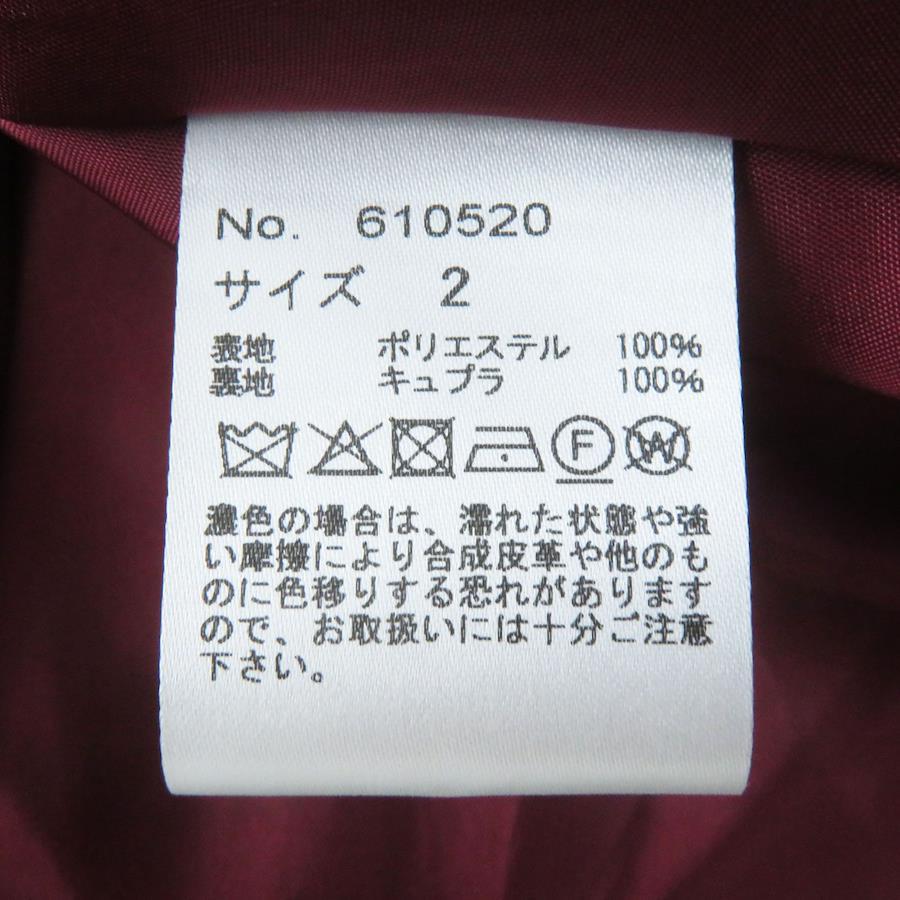 No. 610520
サイズ 2
表地 ポリエステル 100%
裏地 キュプラ 100%
F W
濃色の場合は、濡れた状態や強
い摩擦により合成皮革や他のも
のに色移りする恐れがあります
ので、お取扱いには十分ご注意
下さい。